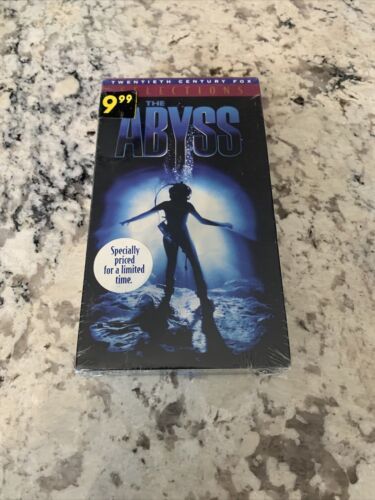 TWENTIETH CENTURY FOX
SELECTIONS
9.99
THE
ABYSS
Specially
priced
for a limited
time.